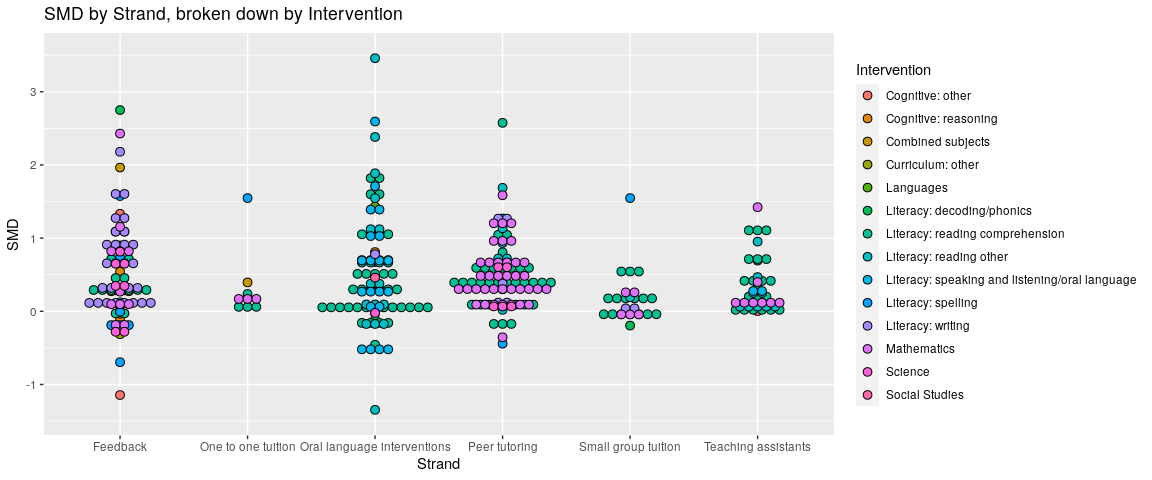 SMD by Strand, broken down by Intervention
3
2
1
0
-1
SMD
Feedback
One to one tuition
Oral language interventions
Peer tutoring
Small group tuition
Teaching assistants
Strand
Intervention
Cognitive: other
Cognitive: reasoning
Combined subjects
Curriculum: other
Languages
Literacy: decoding/phonics
Literacy: reading comprehension
Literacy: reading other
Literacy: speaking and listening/oral language
Literacy: spelling
Literacy: writing
Mathematics
Science
Social Studies